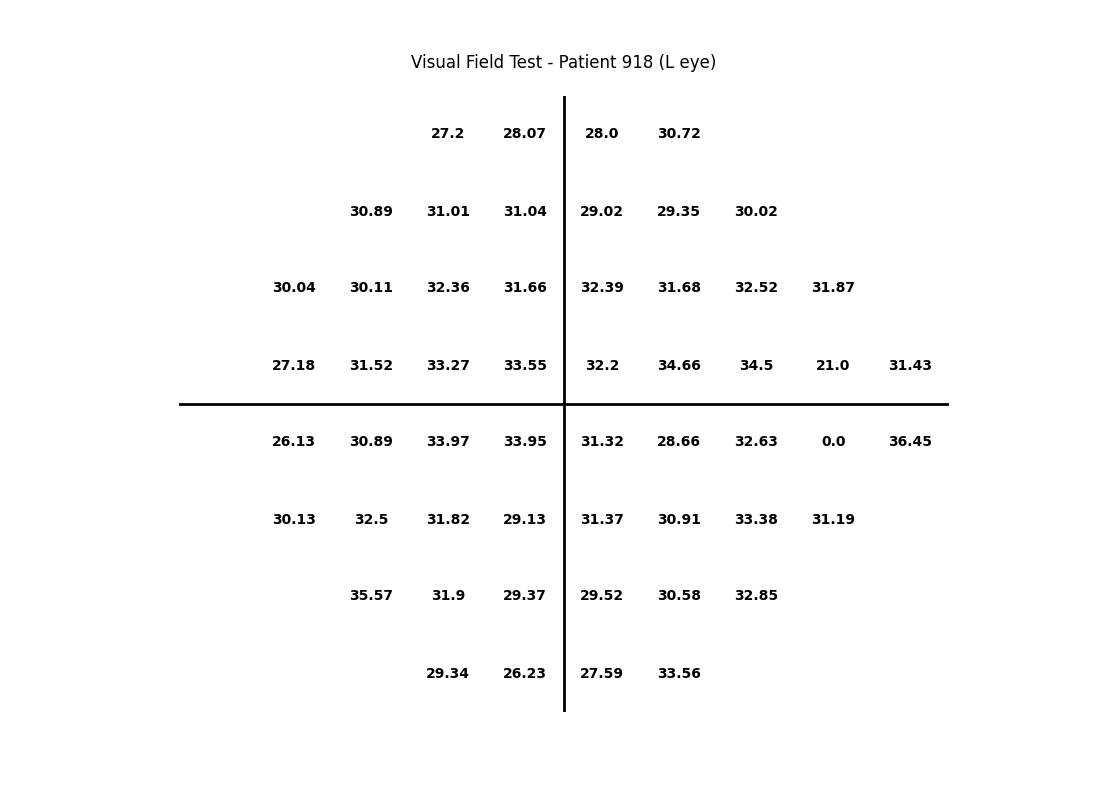 Visual Field Test - Patient 918 (L eye)
27.2 28.07 28.0 30.72
30.89 31.01 31.04 29.02 29.35 30.02
30.04 30.11 32.36 31.66 32.39 31.68 32.52 31.87
27.18 31.52 33.27 33.55 32.2 34.66 34.5 21.0 31.43
26.13 30.89 33.97 33.95 31.32 28.66 32.63 0.0 36.45
30.13 32.5 31.82 29.13 31.37 30.91 33.38 31.19
35.57 31.9 29.37 29.52 30.58 32.85
29.34 26.23 27.59 33.56